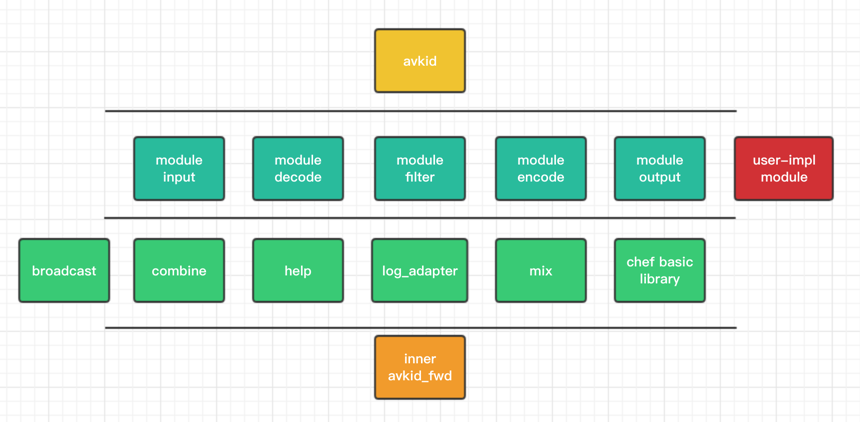 avkid
module
input
module
decode
module
filter
module
encode
module
output
user-impl
module
broadcast
combine
help
log_adapter
mix
chef basic
library
inner
avkid_fwd